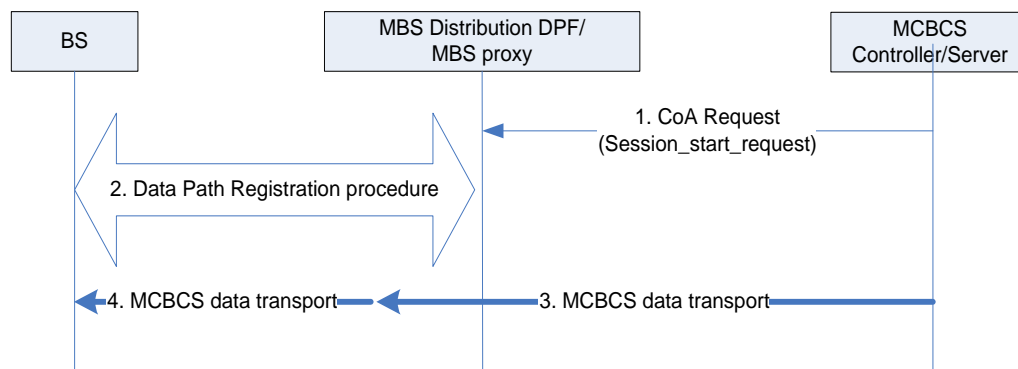 BS
MBS Distribution DPF/
MBS proxy
MCBCS
Controller/Server
1. CoA Request
(Session_start_request)
2. Data Path Registration procedure
4. MCBCS data transport
3. MCBCS data transport